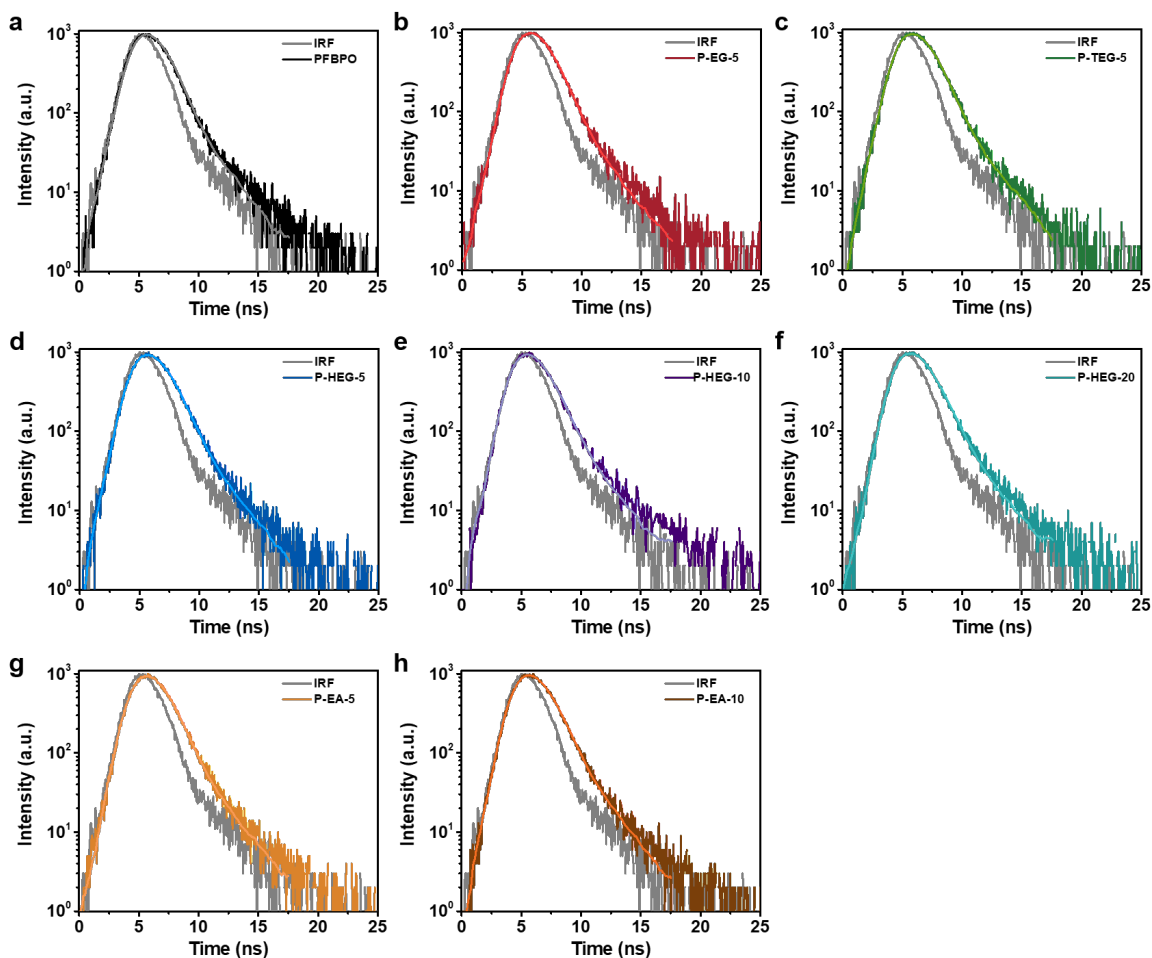 a
10³
10²
10¹
10⁰
Intensity (a.u.)
IRF
PFBPO
0 5 10 15 20 25
Time (ns)
b
10³
10²
10¹
10⁰
Intensity (a.u.)
IRF
P-EG-5
0 5 10 15 20 25
Time (ns)
c
10³
10²
10¹
10⁰
Intensity (a.u.)
IRF
P-TEG-5
0 5 10 15 20 25
Time (ns)
d
10³
10²
10¹
10⁰
Intensity (a.u.)
IRF
P-HEG-5
0 5 10 15 20 25
Time (ns)
e
10³
10²
10¹
10⁰
Intensity (a.u.)
IRF
P-HEG-10
0 5 10 15 20 25
Time (ns)
f
10³
10²
10¹
10⁰
Intensity (a.u.)
IRF
P-HEG-20
0 5 10 15 20 25
Time (ns)
g
10³
10²
10¹
10⁰
Intensity (a.u.)
IRF
P-EA-5
0 5 10 15 20 25
Time (ns)
h
10³
10²
10¹
10⁰
Intensity (a.u.)
IRF
P-EA-10
0 5 10 15 20 25
Time (ns)